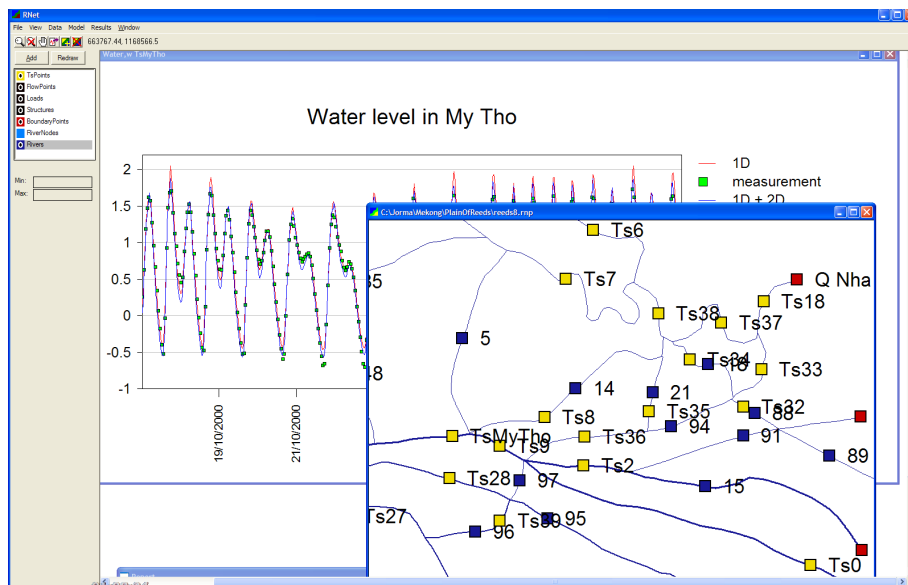 RNet
File View Data Model Results Window
663767.44, 1168566.5
Add Redraw
Water,w TsMyTho
TsPoints
FlowPoints
Loads
Structures
BoundaryPoints
RiverNodes
Rivers
Min:
Max:
Water level in My Tho
2
1.5
1
0.5
0
-0.5
-1
19/10/2000
21/10/2000
1D
measurement
1D + 2D
C:\Jorma\Mekong\PlainOfReeds\reeds8.rnp
Ts6
Ts7
Q Nha
Ts18
Ts38
Ts37
5
Ts34
18
Ts33
14
21
Ts8
Ts35
Ts32
88
94
TsMyTho
Ts36
91
Ts9
89
Ts2
Ts28
97
15
Ts27
95
96
Ts0